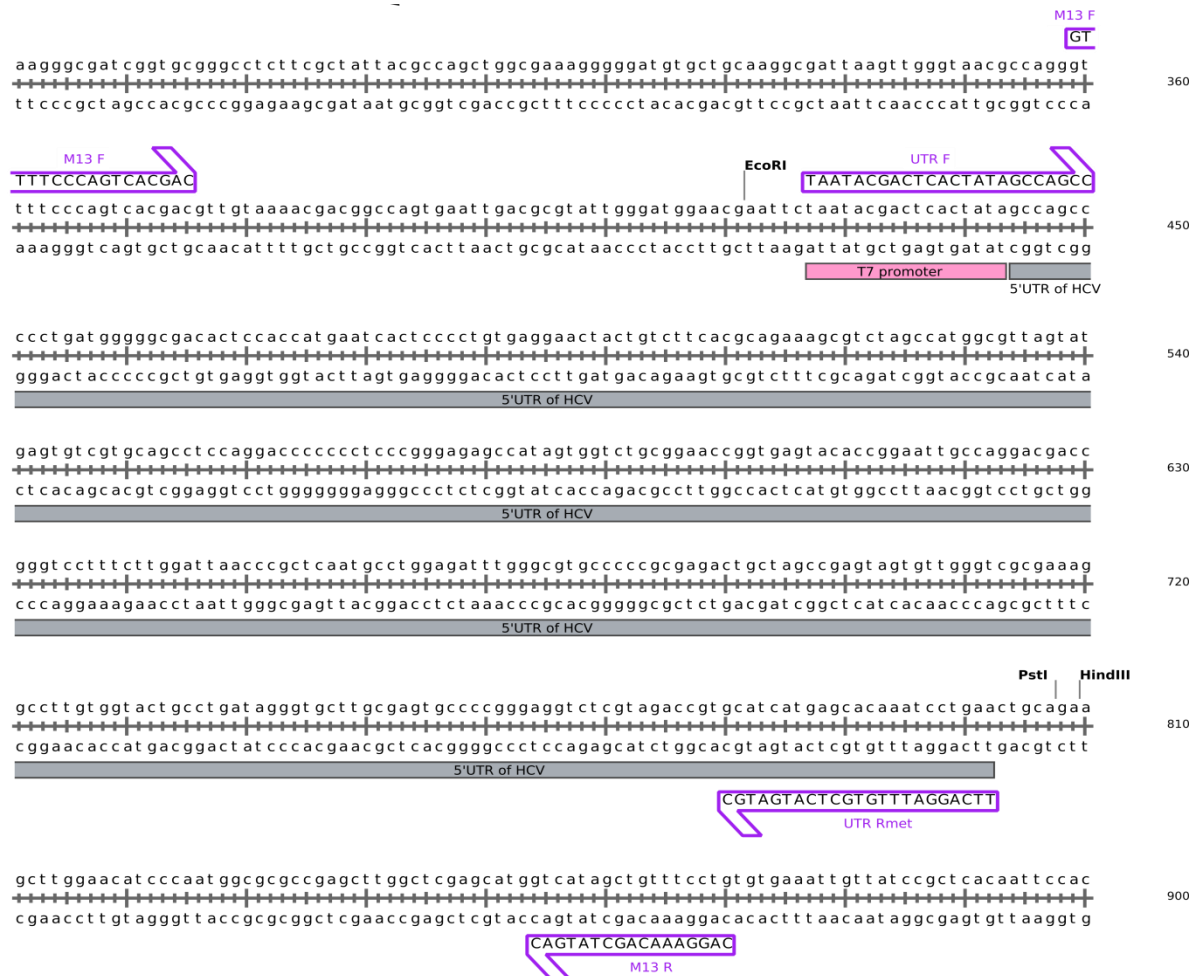 M13 F
GT
aagggcgatcggtgcgggcctcttcgctattacgccagctggcgaaagggggatgtgctgcaaggcgattaagttgggtaacgccagggt
360
ttcccgctagccacgcccggagaagcgataatgcggtcgaccgctttccccctacacgacgttccgctaattcaacccattgcggtccca
M13 F
EcoRI
UTR F
TTTCCCAGTCACGAC
TAATACGACTCACTATAGCCAGCC
tttcccagtcacgacgttgtaaaacgacggccagtgaattgacgcgtattgggatggaacgaattctaatacgactcactatagccagcc
450
aaagggtcagtgctgcaacattttgctgccggtcacttaactgcgcataaccctaccttgcttaagattatgctgagtgatatcggtcgg
T7 promoter
5'UTR of HCV
ccctgatgggggcgacactccaccatgaatcactcccctgtgaggaactactgtcttcacgcagaaagcgtctagccatggcgttagtat
540
gggactacccccgctgtgaggtggtacttagtgaggggacactccttgatgacagaagtgcgtctttcgcagatcggtaccgcaatcata
5'UTR of HCV
gagtgtcgtgcagcctccaggaccccccctcccgggagagccatagtggtctgcggaaccggtgagtacaccggaattgccaggacgacc
630
ctcacagcacgtcggaggtcctgggggggagggccctctcggtatcaccagacgccttggccactcatgtggccttaacggtcctgctgg
5'UTR of HCV
gggtcctttcttggattaacccgctcaatgcctggagatttgggcgtgcccccgcgagactgctagccgagtagtgttgggtcgcgaaag
720
cccaggaaagaacctaattgggcgagttacggacctctaaacccgcacgggggcgctctgacgatcggctcatcacaacccagcgctttc
5'UTR of HCV
PstI
HindIII
gccttgtggtactgcctgatagggtgcttgcgagtgccccgggaggtctcgtagaccgtgcatcatgagcacaaatcctgaactgcagaa
810
cggaacaccatgacggactatcccacgaacgctcacggggccctccagagcatctggcacgtagtactcgtgtttaggacttgacgtctt
5'UTR of HCV
CGTAGTACTCGTGTTTAGGACTT
UTR Rmet
gcttggaacatcccaatggcgcgccgagcttggctcgagcatggtcatagctgtttcctgtgtgaaattgttatccgctcacaattccac
900
cgaaccttgtagggttaccgcgcggctcgaaccgagctcgtaccagtatcgacaaaggacacactttaacaataggcgagtgttaaggtg
CAGTATCGACAAAGGAC
M13 R